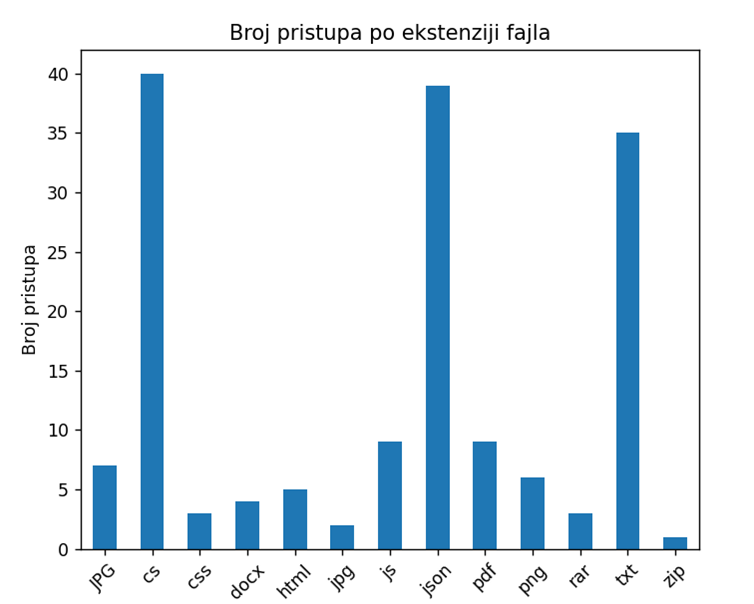 Broj pristupa po ekstenziji fajla
Broj pristupa
40
35
30
25
20
15
10
5
0
JPG
cs
css
docx
html
jpg
js
json
pdf
png
rar
txt
zip